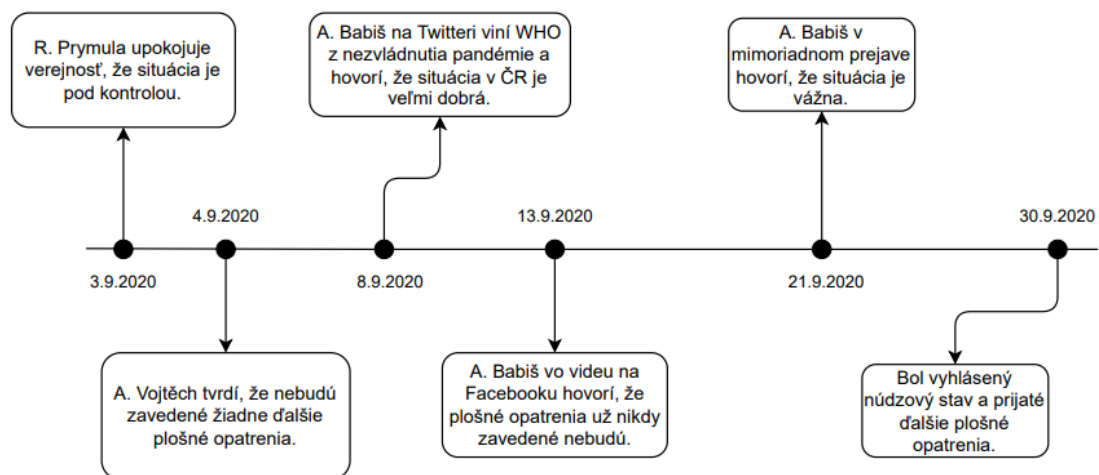 R. Prymula upokojuje
verejnosť, že situácia je
pod kontrolou.
A. Babiš na Twitteri viní WHO
z nezvládnutia pandémie a
hovorí, že situácia v ČR je
veľmi dobrá.
A. Babiš v
mimoriadnom prejave
hovorí, že situácia je
vážna.
4.9.2020
13.9.2020
30.9.2020
3.9.2020
8.9.2020
21.9.2020
A. Vojtěch tvrdí, že nebudú
zavedené žiadne ďalšie
plošné opatrenia.
A. Babiš vo videu na
Facebooku hovorí, že
plošné opatrenia už nikdy
zavedené nebudú.
Bol vyhlásený
núdzový stav a prijaté
ďalšie plošné
opatrenia.